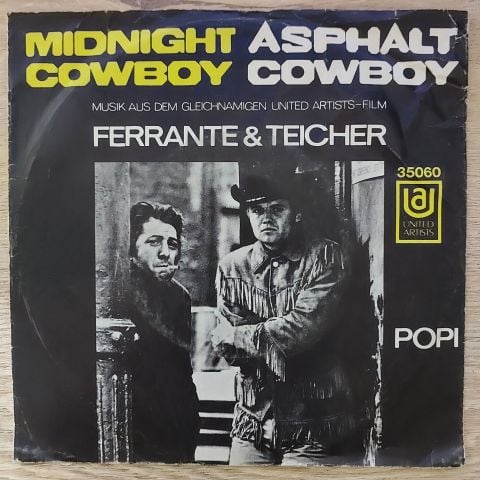 MIDNIGHT ASPHALT
COWBOY COWBOY
MUSIK AUS DEM GLEICHNAMIGEN UNITED ARTISTS-FILM
FERRANTE & TEICHER
35060
UA
UNITED
ARTISTS
POPI